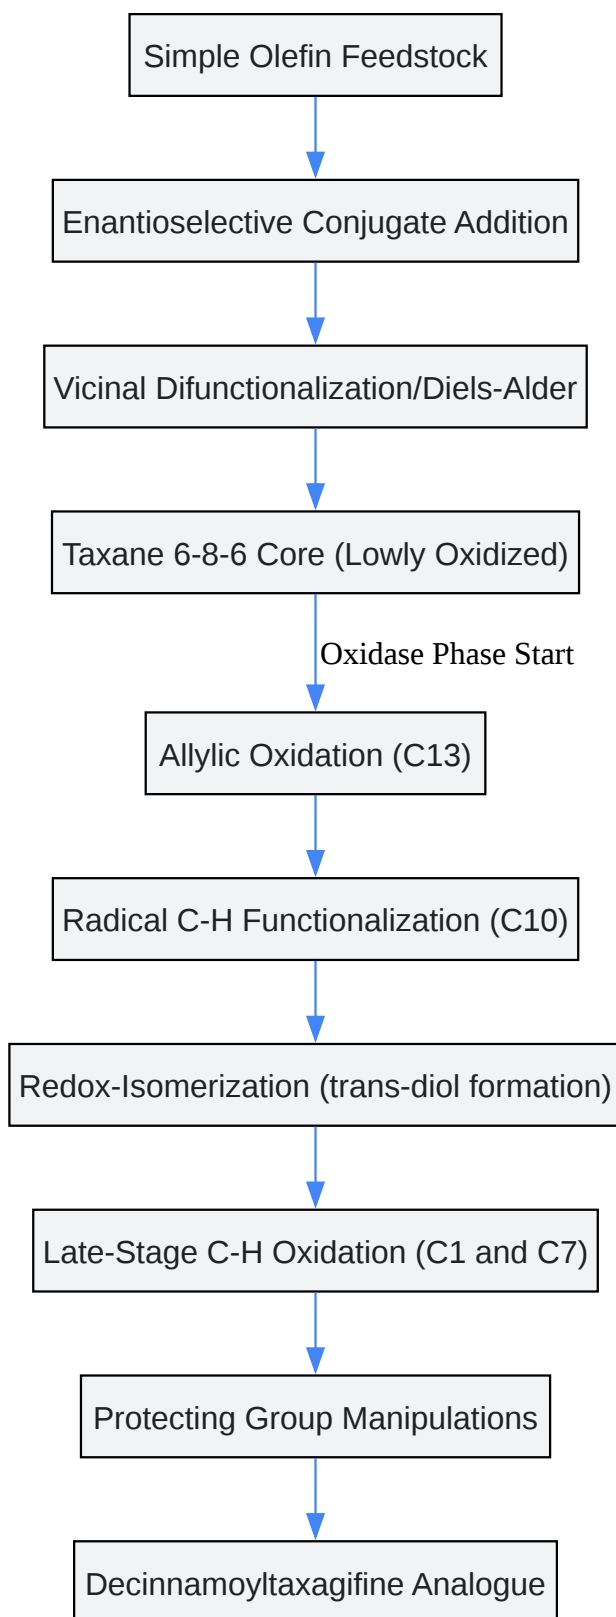 Simple Olefin Feedstock
Enantioselective Conjugate Addition
Vicinal Difunctionalization/Diels-Alder
Taxane 6-8-6 Core (Lowly Oxidized)
Oxidase Phase Start
Allylic Oxidation (C13)
Radical C-H Functionalization (C10)
Redox-Isomerization (trans-diol formation)
Late-Stage C-H Oxidation (C1 and C7)
Protecting Group Manipulations
Decinnamoyltaxagifine Analogue